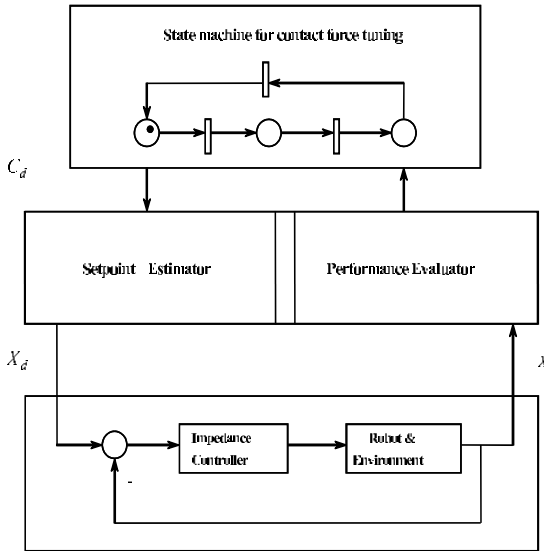 State machine for contact force tuning
C_d
Setpoint Estimator
Performance Evaluator
X_d
X
Impedance
Controller
Robot &
Environment
-